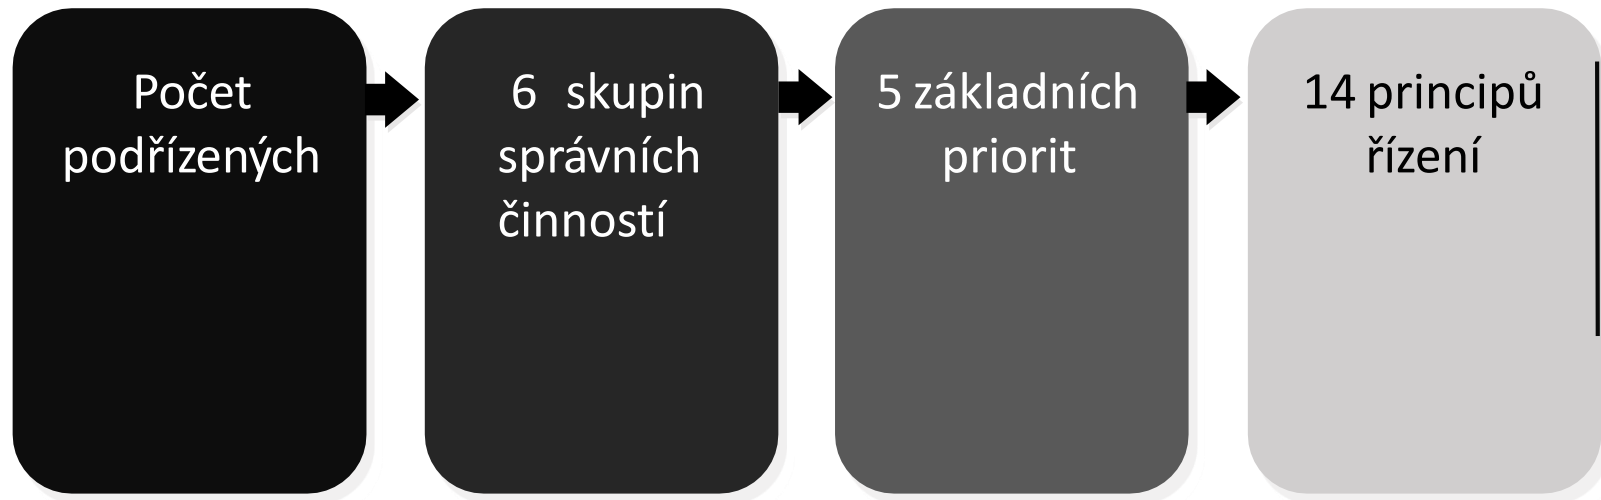 Počet
podřízených
6 skupin
správních
činností
5 základních
priorit
14 principů
řízení